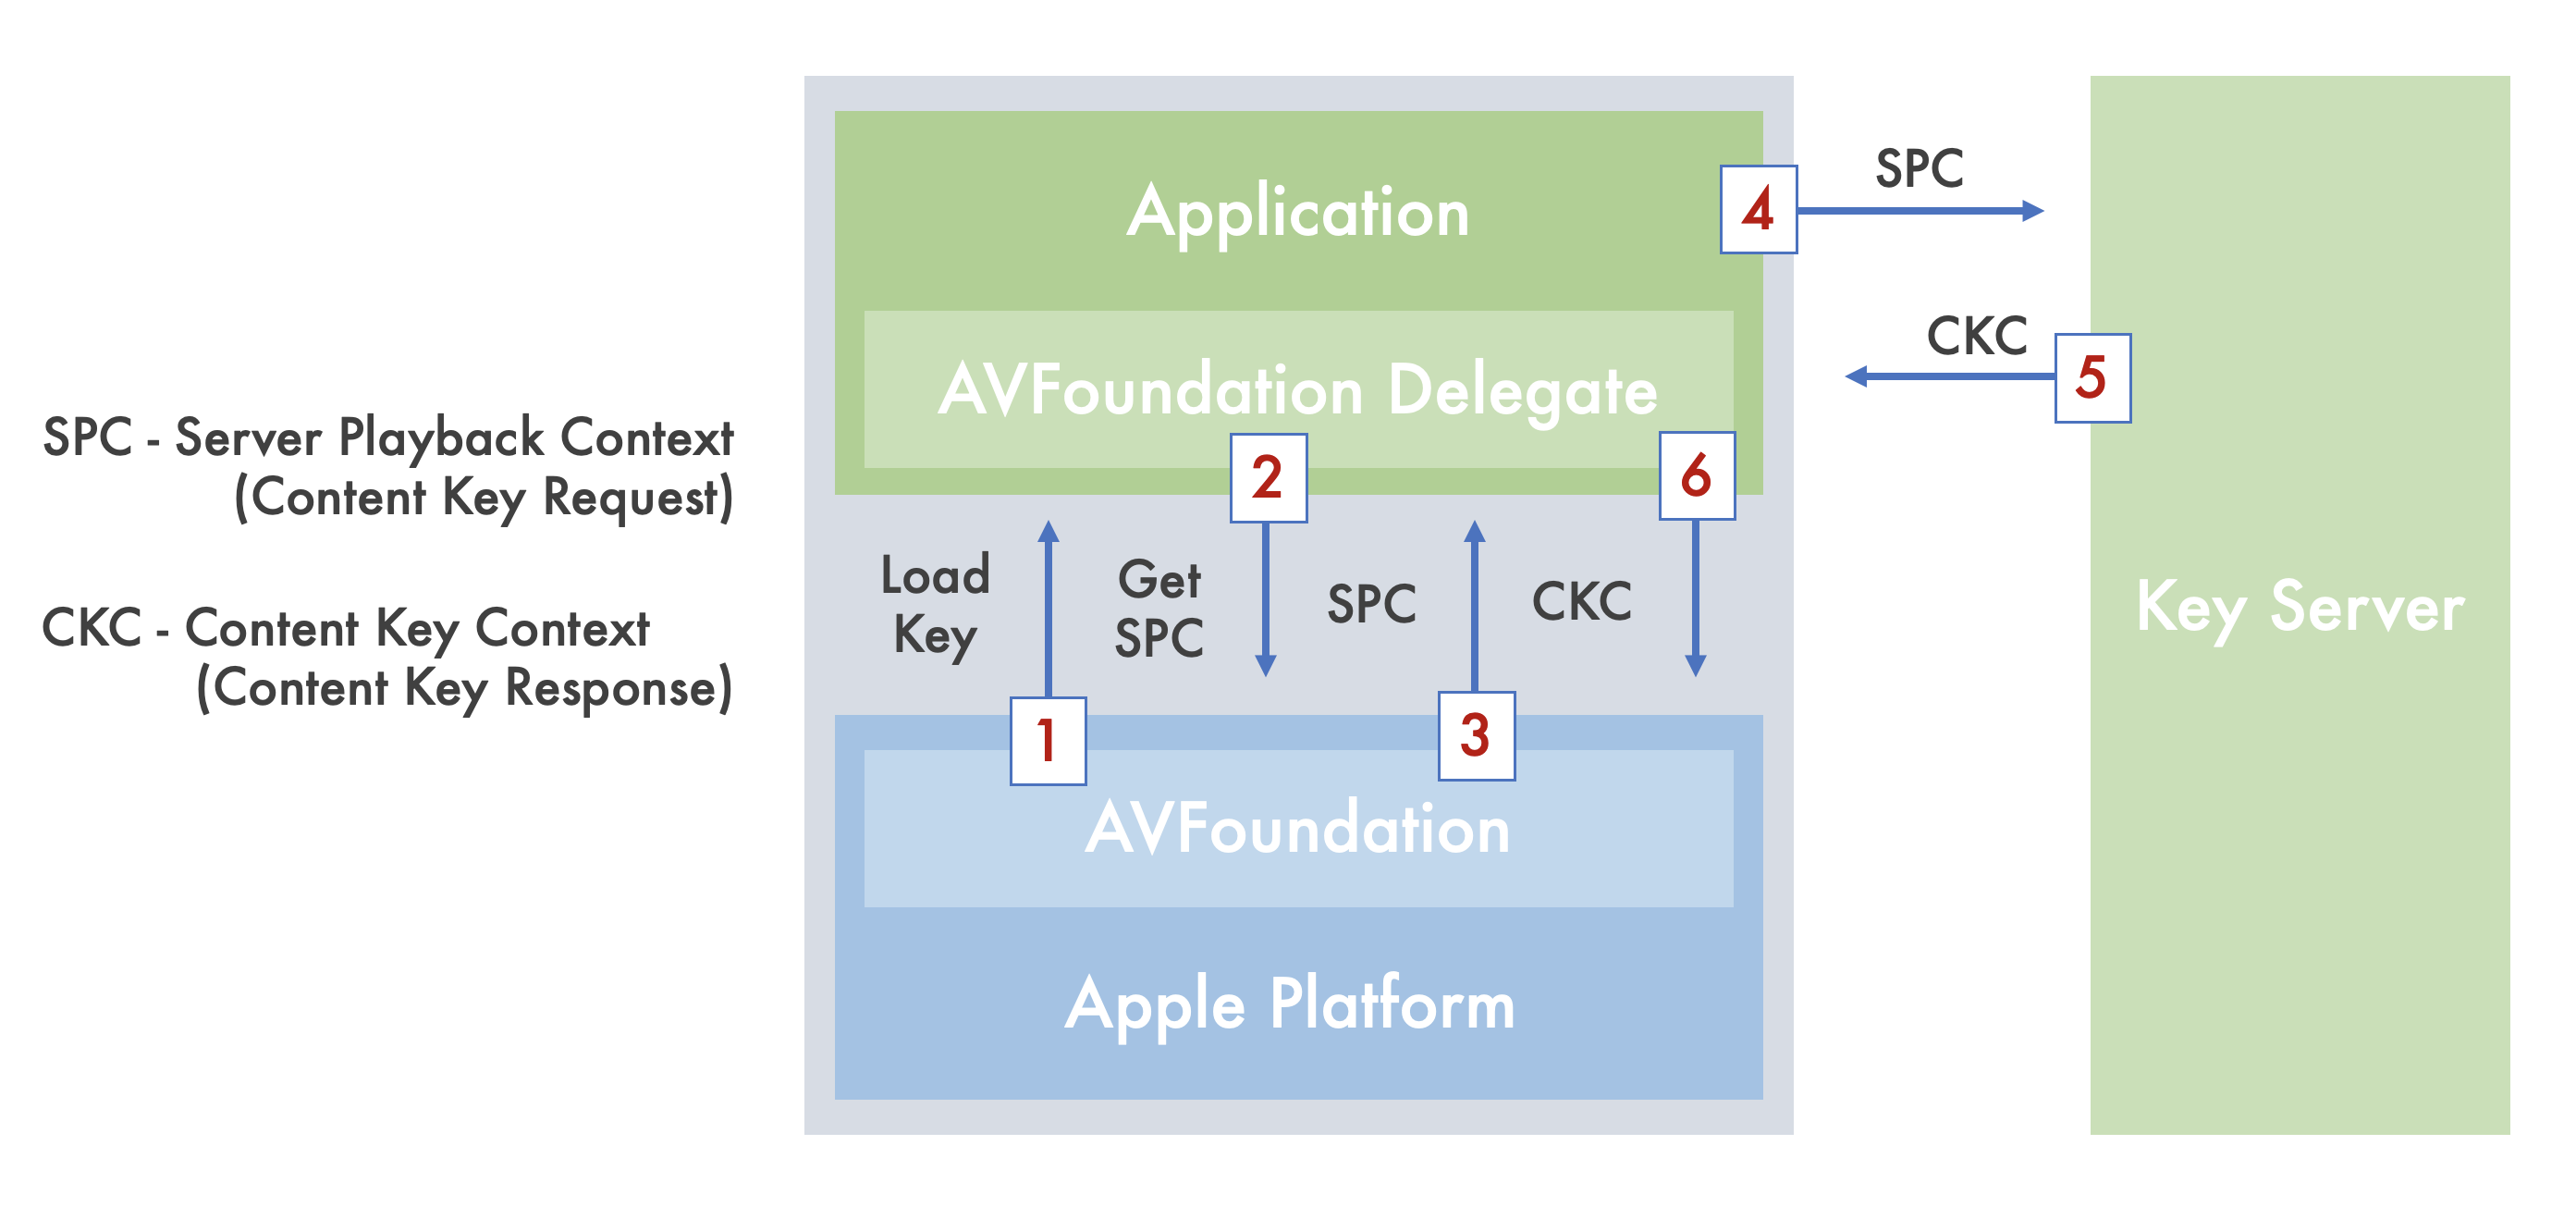 SPC - Server Playback Context
(Content Key Request)
CKC - Content Key Context
(Content Key Response)
Application
AVFoundation Delegate
4
SPC
CKC
5
2
6
Load
Key
Get
SPC
SPC
CKC
1
3
AVFoundation
Apple Platform
Key Server